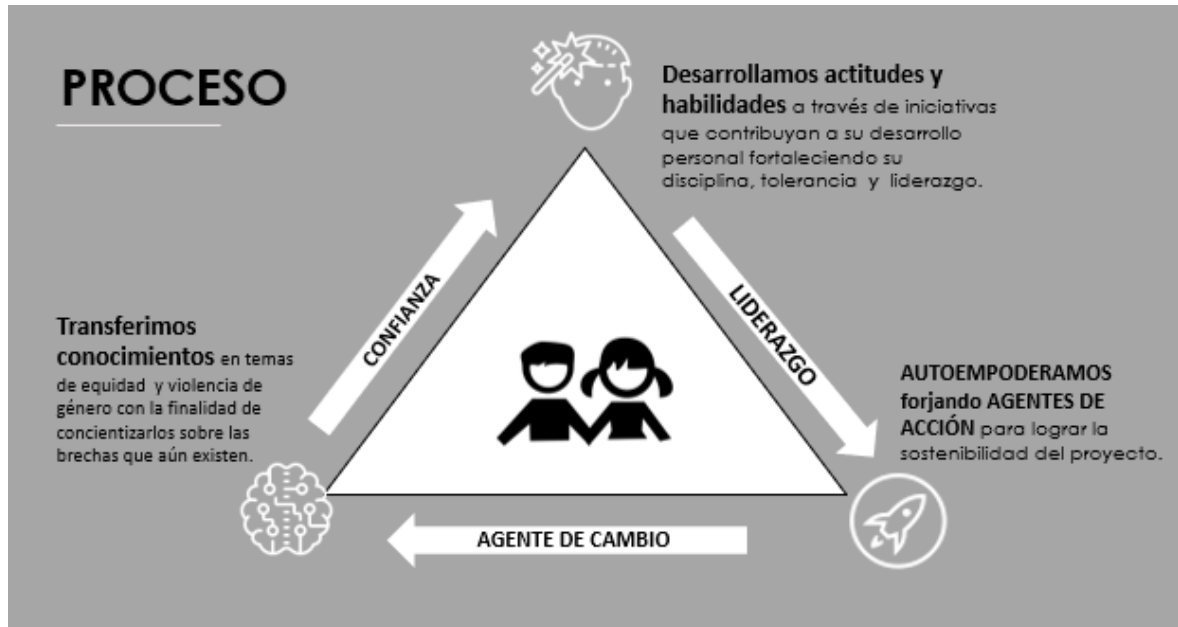 PROCESO
Desarrollamos actitudes y
habilidades a través de iniciativas
que contribuyan a su desarrollo
personal fortaleciendo su
disciplina, tolerancia y liderazgo.
CONFIANZA
LIDERAZGO
Transferimos
conocimientos en temas
de equidad y violencia de
género con la finalidad de
concientizarlos sobre las
brechas que aún existen.
AUTOEMPODERAMOS
forjando AGENTES DE
ACCIÓN para lograr la
sostenibilidad del proyecto.
AGENTE DE CAMBIO